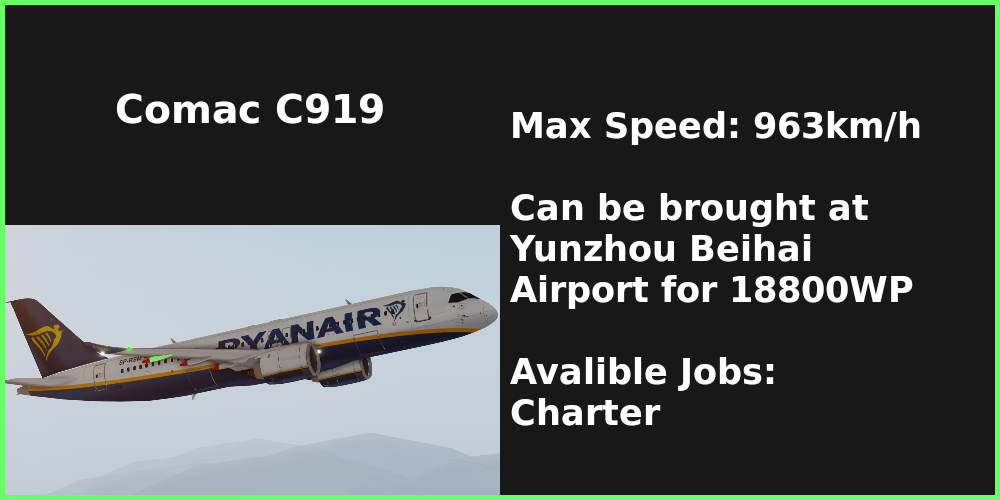 Comac C919
Max Speed: 963km/h
Can be brought at
Yunzhou Beihai
Airport for 18800WP
Avalible Jobs:
Charter
RYANAIR